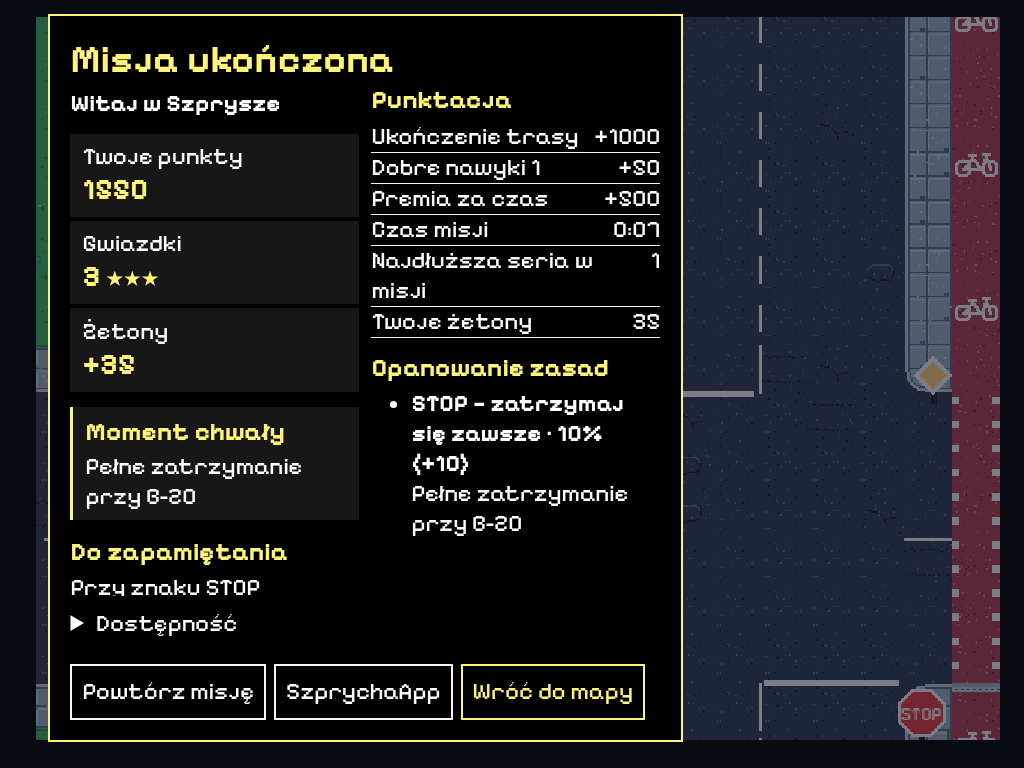 Misja ukończona
Witaj w Szprysze
Twoje punkty
1550
Gwiazdki
3 ★★★
Żetony
+35
Moment chwały
Pełne zatrzymanie
przy B-20
Do zapamiętania
Przy znaku STOP
▶ Dostępność
Punktacja
Ukończenie trasy +1000
Dobre nawyki 1 +50
Premia za czas +500
Czas misji 0:07
Najdłuższa seria w 1
misji
Twoje żetony 35
Opanowanie zasad
• STOP – zatrzymaj
się zawsze · 10%
(+10)
Pełne zatrzymanie
przy B-20
Powtórz misję
SzprychaApp
Wróć do mapy
STOP